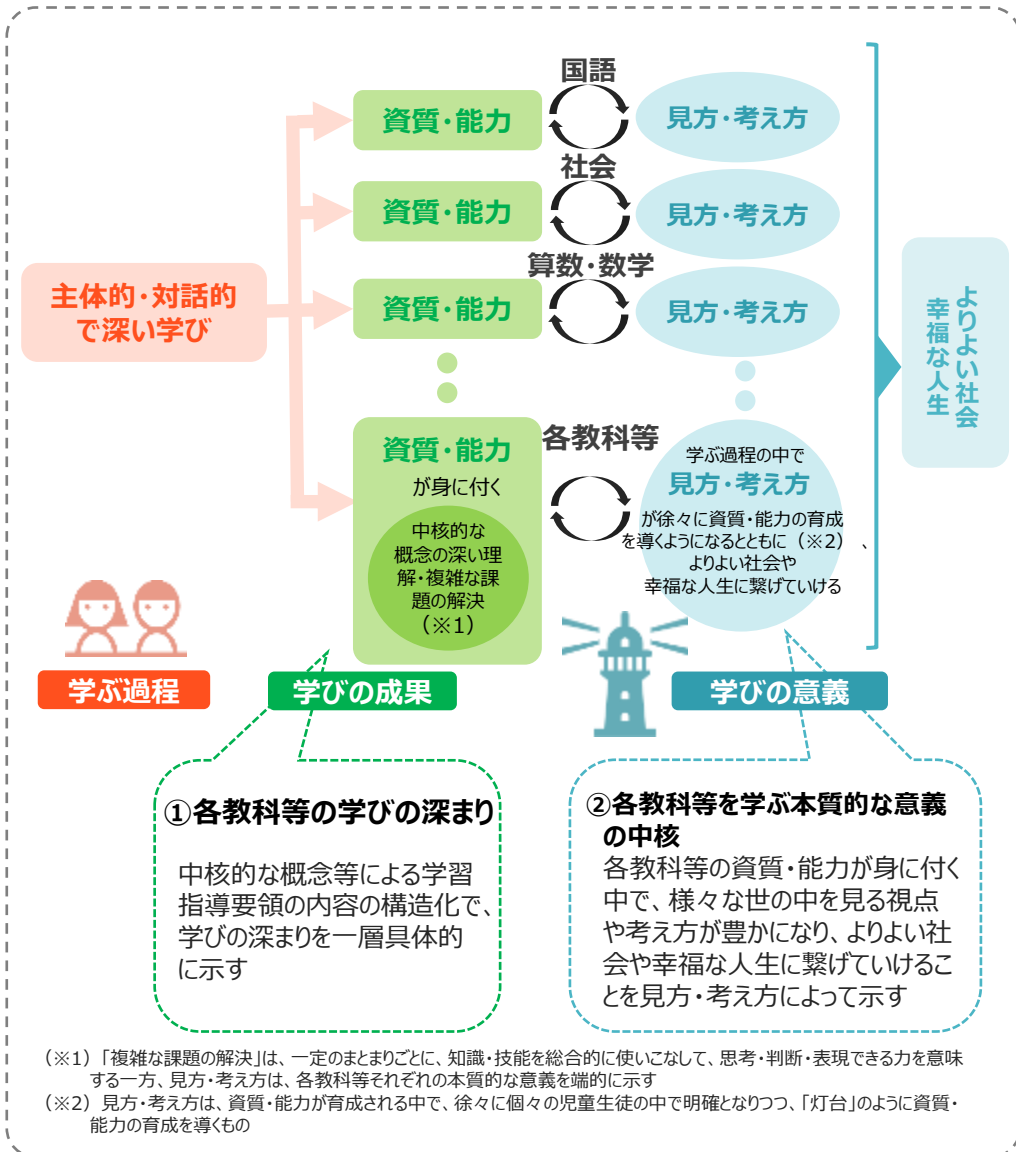 国語
資質・能力
見方・考え方
社会
資質・能力
見方・考え方
算数・数学
資質・能力
見方・考え方
主体的・対話的
で深い学び
よりよい社会
幸福な人生
各教科等
資質・能力
が身に付く
中核的な
概念の深い理
解・複雑な課
題の解決
（※1）
学ぶ過程の中で
見方・考え方
が徐々に資質・能力の育成
を導くようになるとともに（※2）、
よりよい社会や
幸福な人生に繋げていける
学ぶ過程
学びの成果
学びの意義
①各教科等の学びの深まり
中核的な概念等による学習
指導要領の内容の構造化で、
学びの深まりを一層具体的
に示す
②各教科等を学ぶ本質的な意義
の中核
各教科等の資質・能力が身に付く
中で、様々な世の中を見る視点
や考え方が豊かになり、よりよい社
会や幸福な人生に繋げていけるこ
とを見方・考え方によって示す
（※1）「複雑な課題の解決」は、一定のまとまりごとに、知識・技能を総合的に使いこなして、思考・判断・表現できる力を意味
する一方、見方・考え方は、各教科等それぞれの本質的な意義を端的に示す
（※2）見方・考え方は、資質・能力が育成される中で、徐々に個々の児童生徒の中で明確となりつつ、「灯台」のように資質・
能力の育成を導くもの